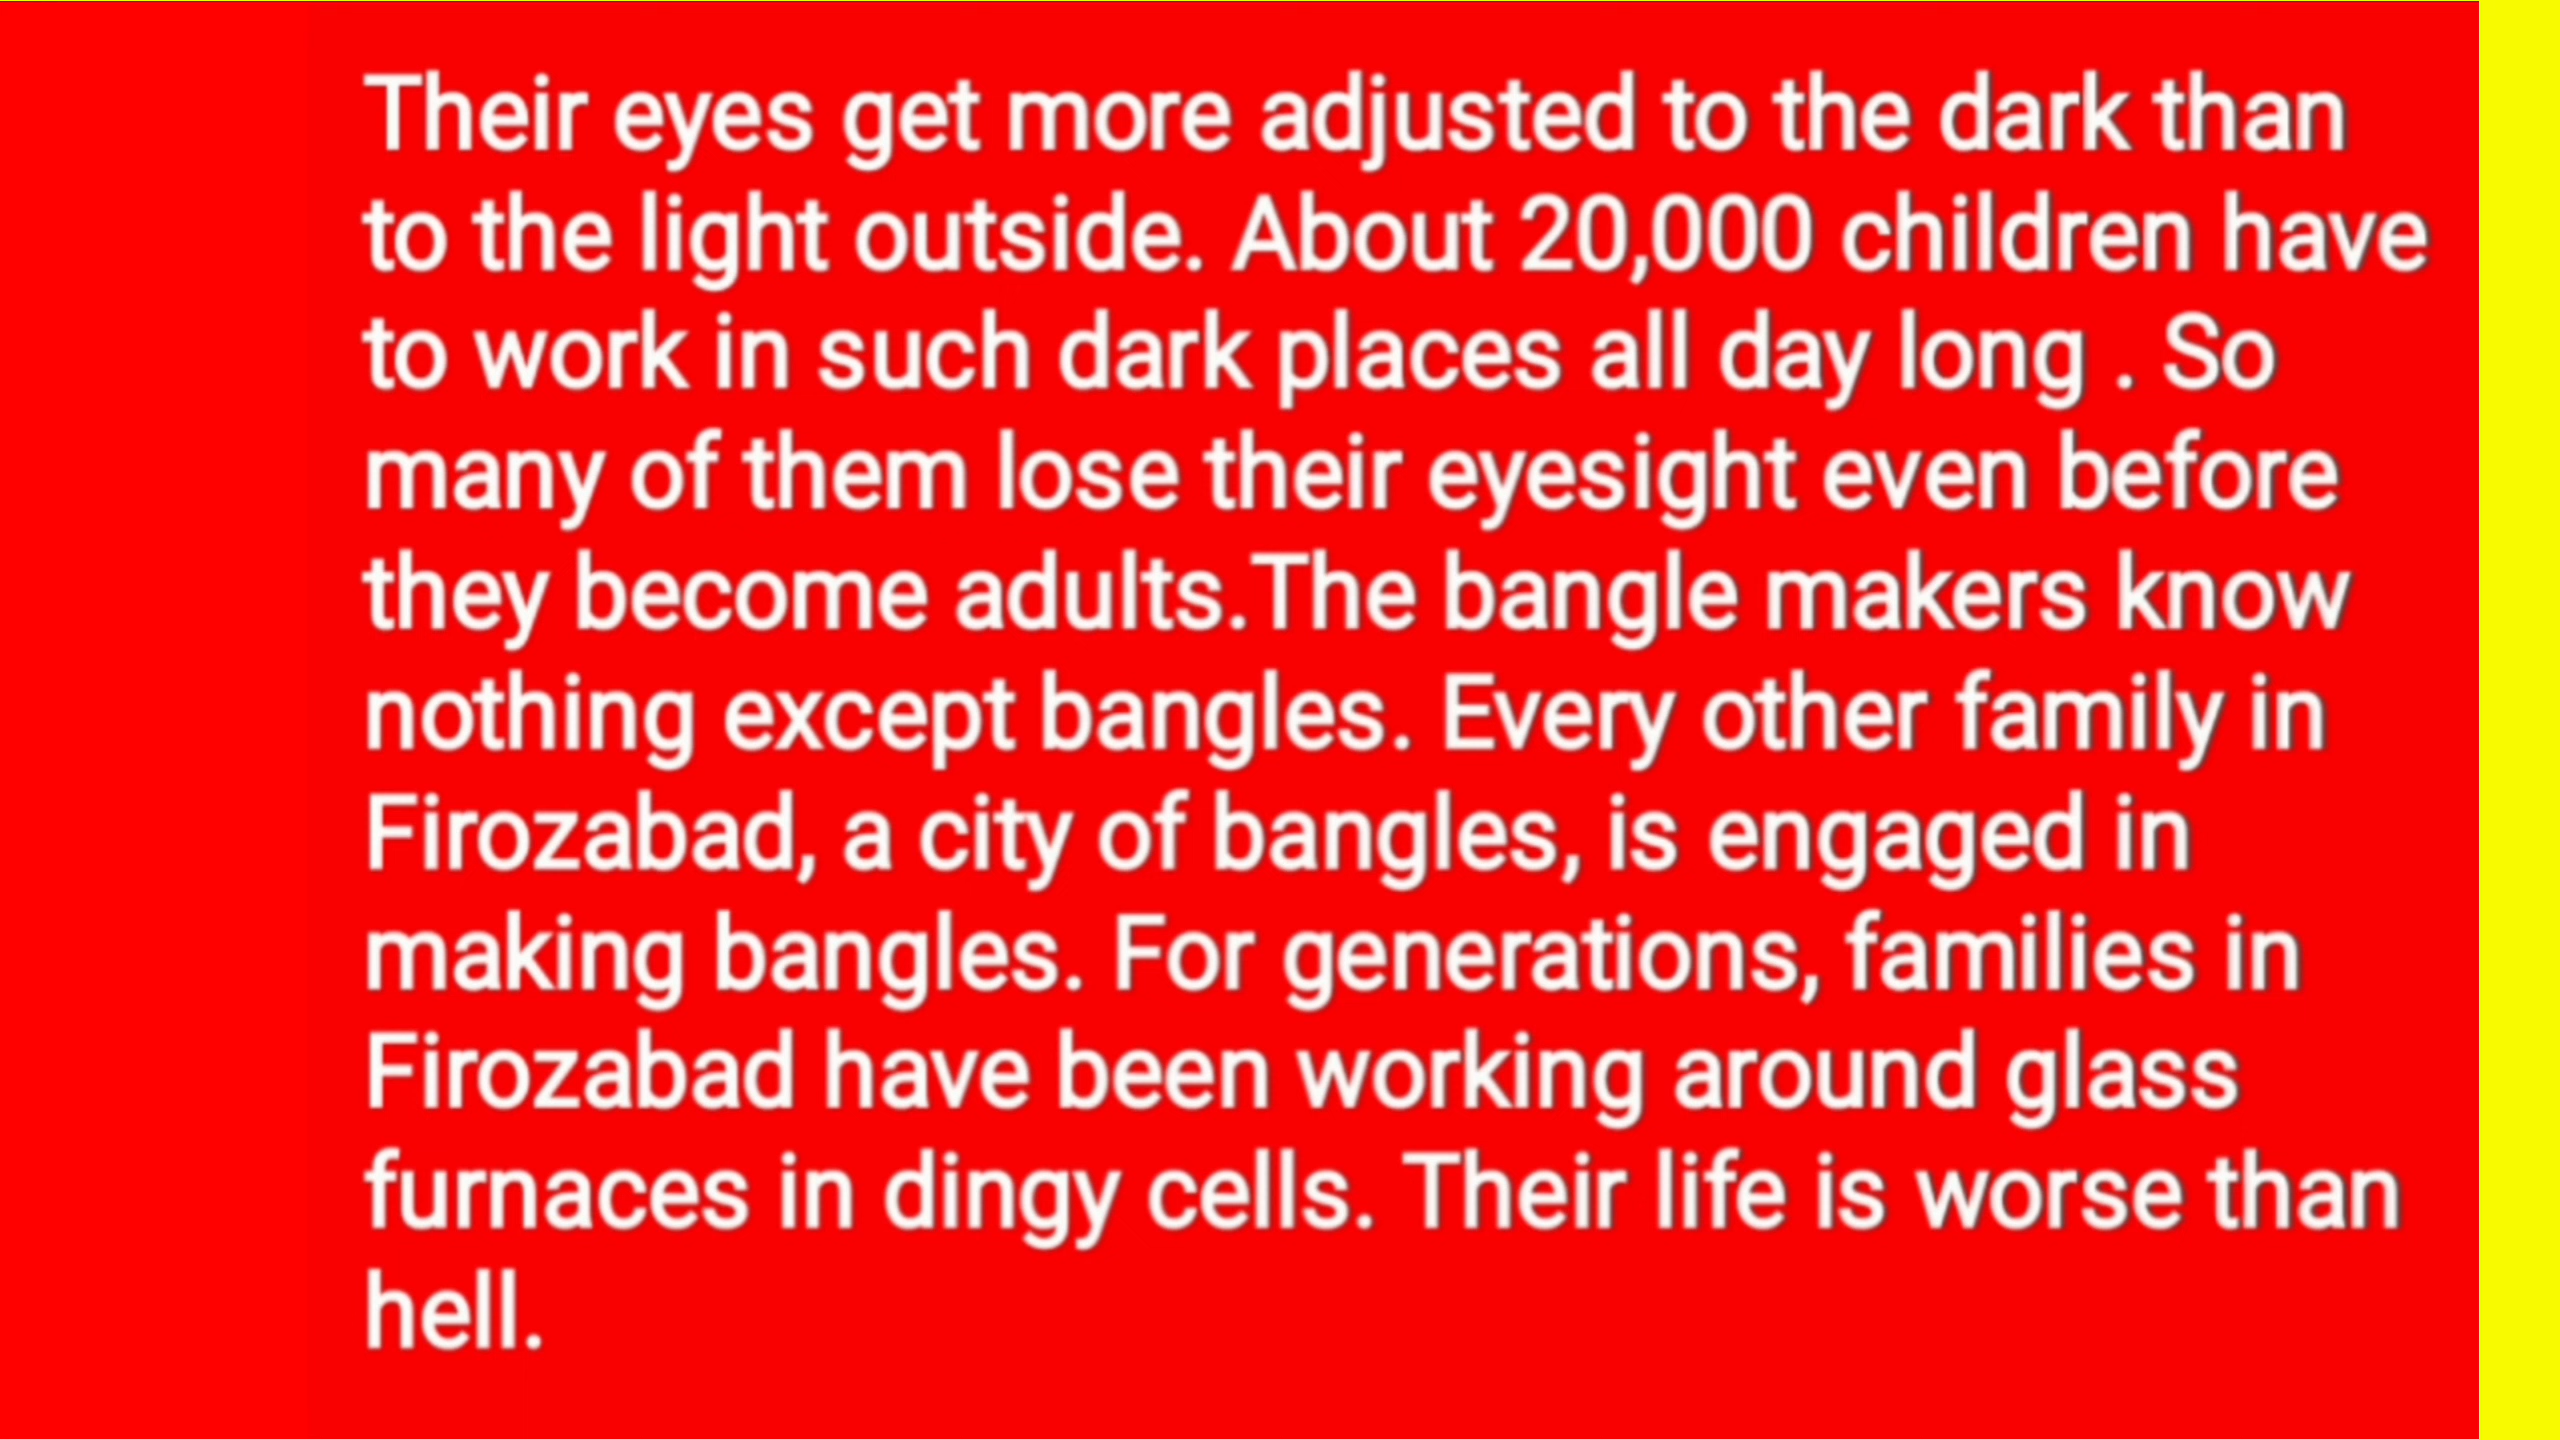 Their eyes get more adjusted to the dark than
to the light outside. About 20,000 children have
to work in such dark places all day long . So
many of them lose their eyesight even before
they become adults.The bangle makers know
nothing except bangles. Every other family in
Firozabad, a city of bangles, is engaged in
making bangles. For generations, families in
Firozabad have been working around glass
furnaces in dingy cells. Their life is worse than
hell.